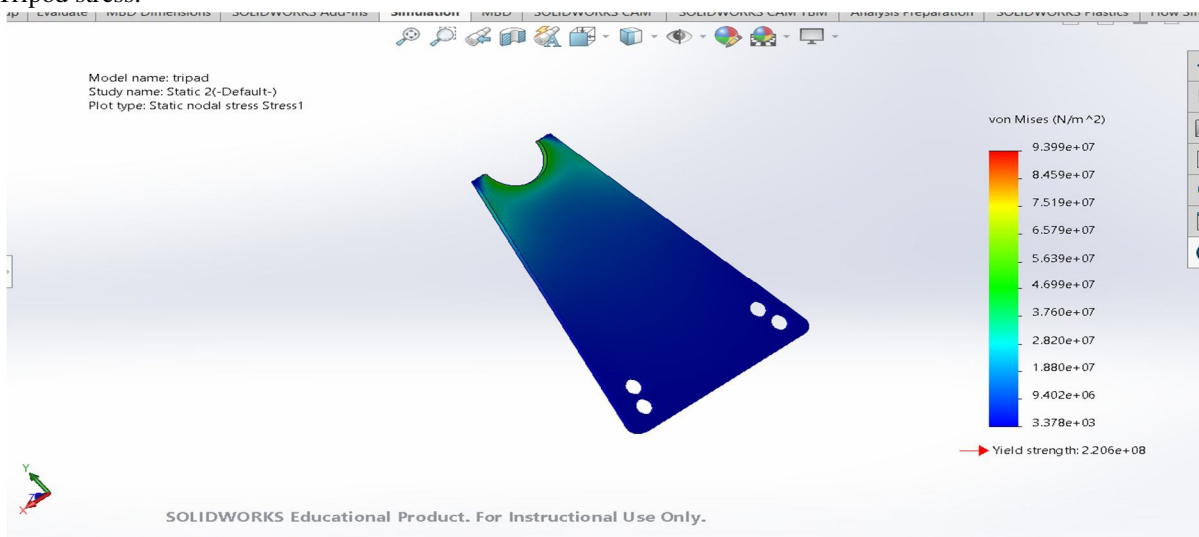 Tripod stress:
Evaluate MBD Dimensions SOLIDWORKS Add-Ins Simulation MBD SOLIDWORKS CAM SOLIDWORKS CAM TBM Analysis Preparation SOLIDWORKS Plastics
Model name: tripad
Study name: Static 2(-Default-)
Plot type: Static nodal stress Stress1
von Mises (N/m^2)
9.399e+07
8.459e+07
7.519e+07
6.579e+07
5.639e+07
4.699e+07
3.760e+07
2.820e+07
1.880e+07
9.402e+06
3.378e+03
Yield strength: 2.206e+08
Y
Z
X
SOLIDWORKS Educational Product. For Instructional Use Only.